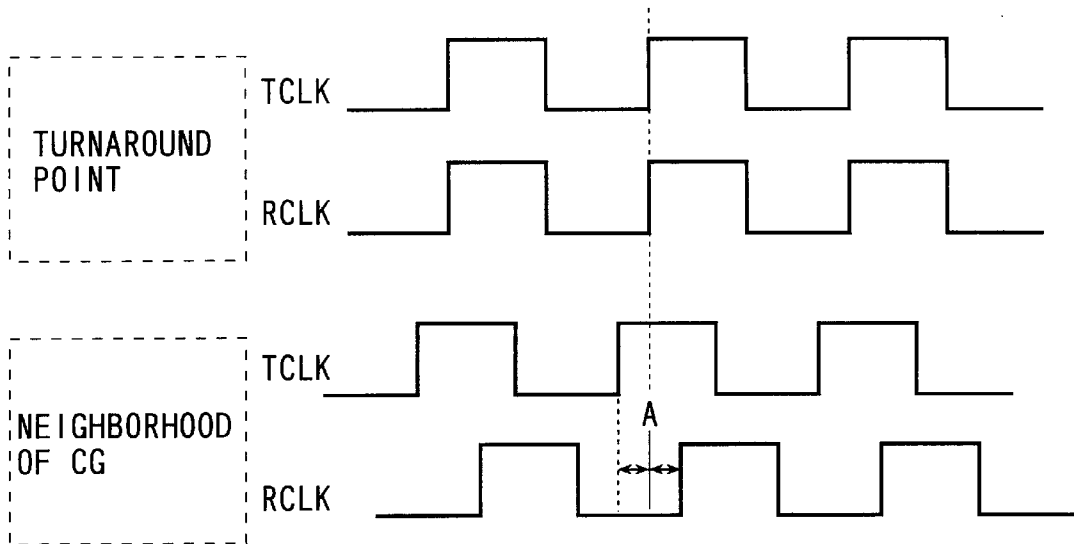 TCLK
TURNAROUND
POINT
RCLK
TCLK
NEIGHBORHOOD
OF CG
A
RCLK